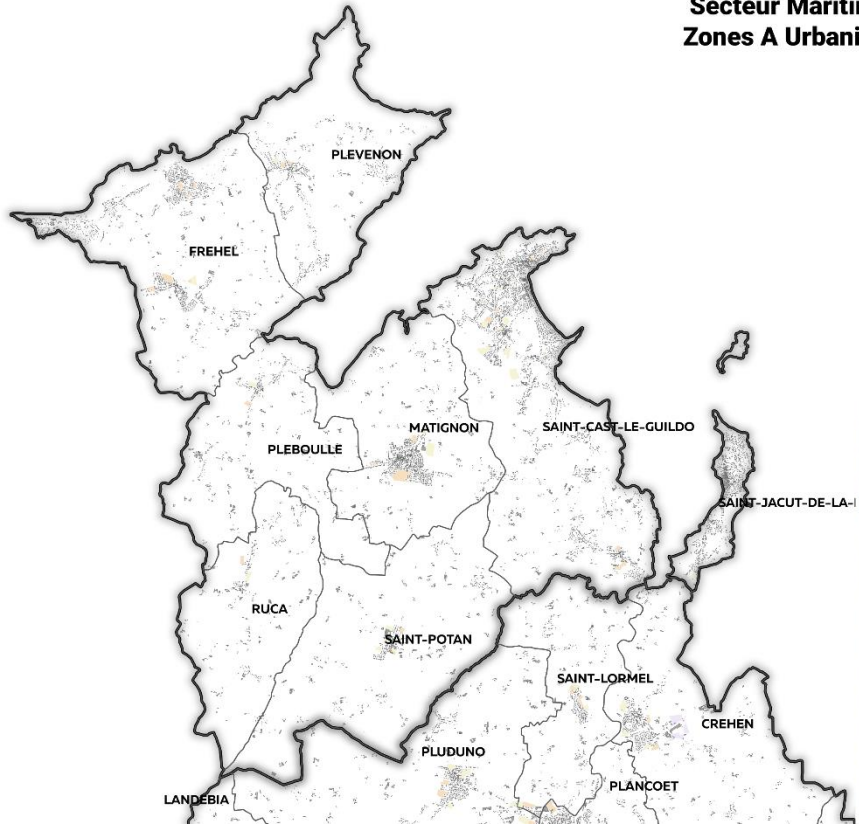 Secteur Mariti
Zones A Urbani
PLEVENON
FREHEL
MATIGNON
SAINT-CAST-LE-GUILDO
PLEBOULLE
SAINT-JACUT-DE-LA-
RUCA
SAINT-POTAN
SAINT-LORMEL
CREHEN
PLUDUNO
PLANCOET
LANDEBIA